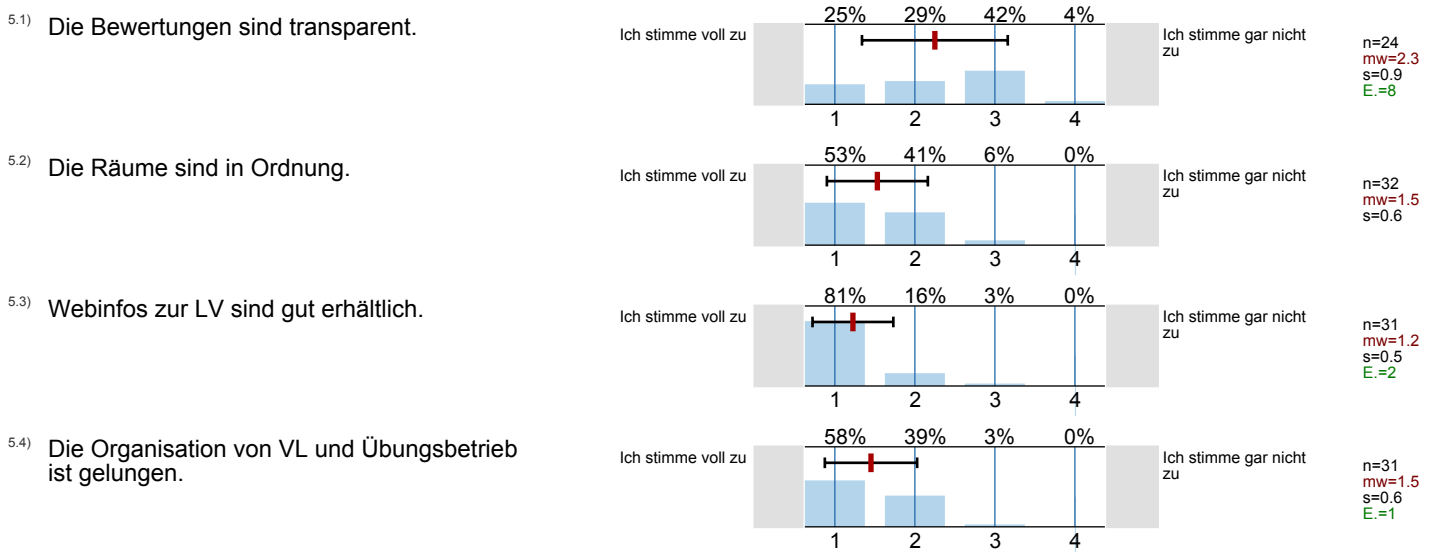 5.1) Die Bewertungen sind transparent.
25% 29% 42% 4%
Ich stimme voll zu
Ich stimme gar nicht
zu
n=24
mw=2.3
s=0.9
E.=8
1 2 3 4
5.2) Die Räume sind in Ordnung.
53% 41% 6% 0%
Ich stimme voll zu
Ich stimme gar nicht
zu
n=32
mw=1.5
s=0.6
1 2 3 4
5.3) Webinfos zur LV sind gut erhältlich.
81% 16% 3% 0%
Ich stimme voll zu
Ich stimme gar nicht
zu
n=31
mw=1.2
s=0.5
E.=2
1 2 3 4
5.4) Die Organisation von VL und Übungsbetrieb
ist gelungen.
58% 39% 3% 0%
Ich stimme voll zu
Ich stimme gar nicht
zu
n=31
mw=1.5
s=0.6
E.=1
1 2 3 4